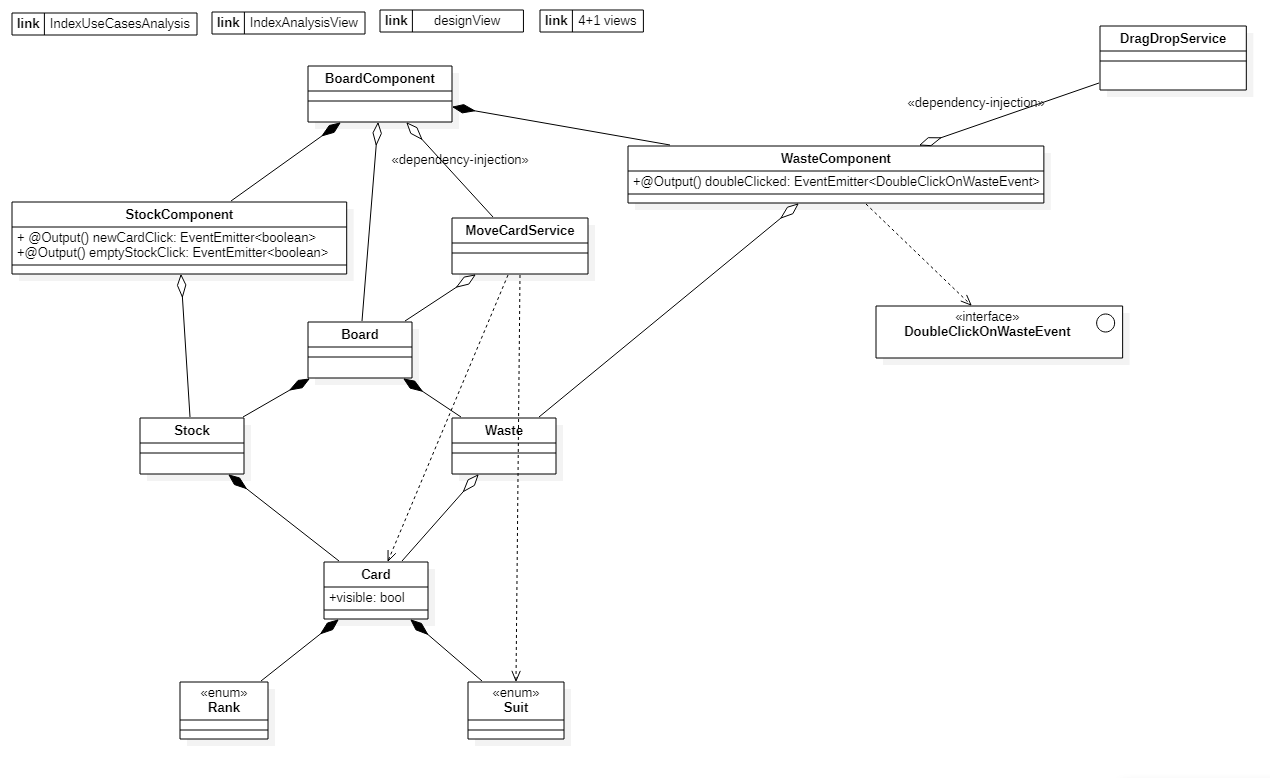 link IndexUseCasesAnalysis
link IndexAnalysisView
link designView
link 4+1 views
DragDropService
BoardComponent
«dependency-injection»
«dependency-injection»
WasteComponent
+@Output() doubleClicked: EventEmitter<DoubleClickOnWasteEvent>
StockComponent
+ @Output() newCardClick: EventEmitter<boolean>
+@Output() emptyStockClick: EventEmitter<boolean>
MoveCardService
«interface»
DoubleClickOnWasteEvent
Board
Stock
Waste
Card
+visible: bool
«enum»
Rank
«enum»
Suit